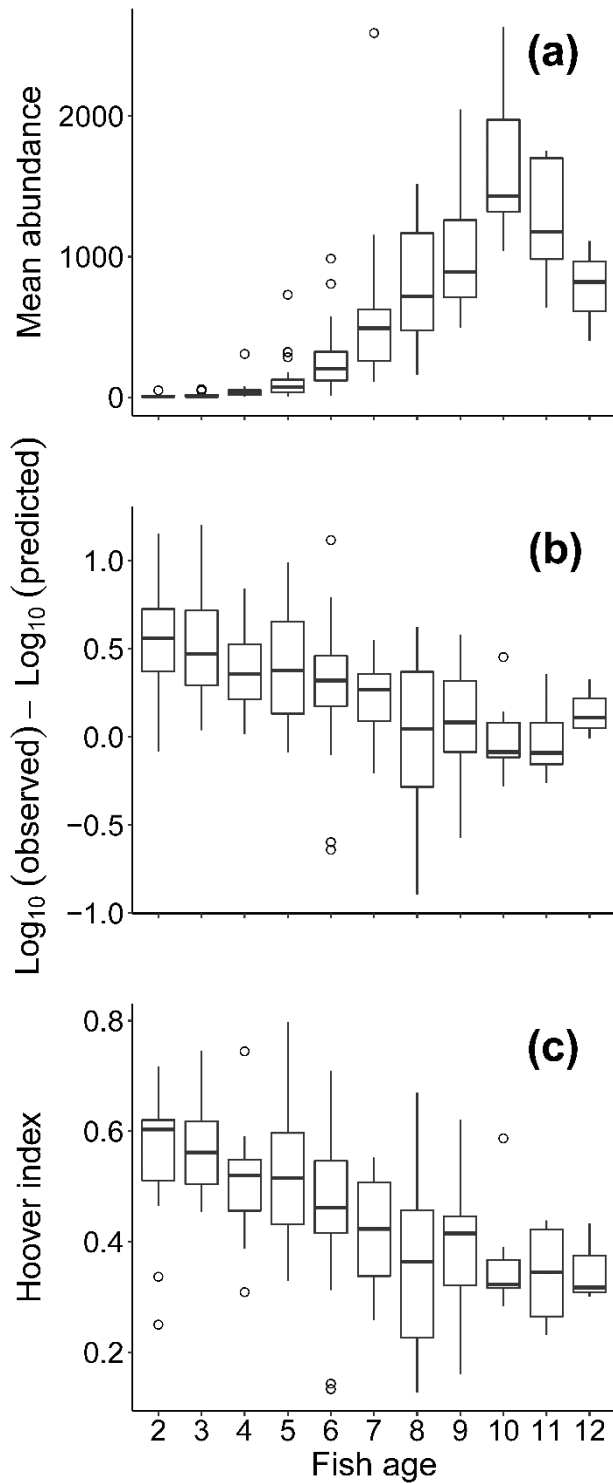 (a)
Mean abundance
2000
1000
0
(b)
Log10 (observed) − Log10 (predicted)
1.0
0.5
0.0
−0.5
−1.0
(c)
Hoover index
0.8
0.6
0.4
0.2
2 3 4 5 6 7 8 9 10 11 12
Fish age